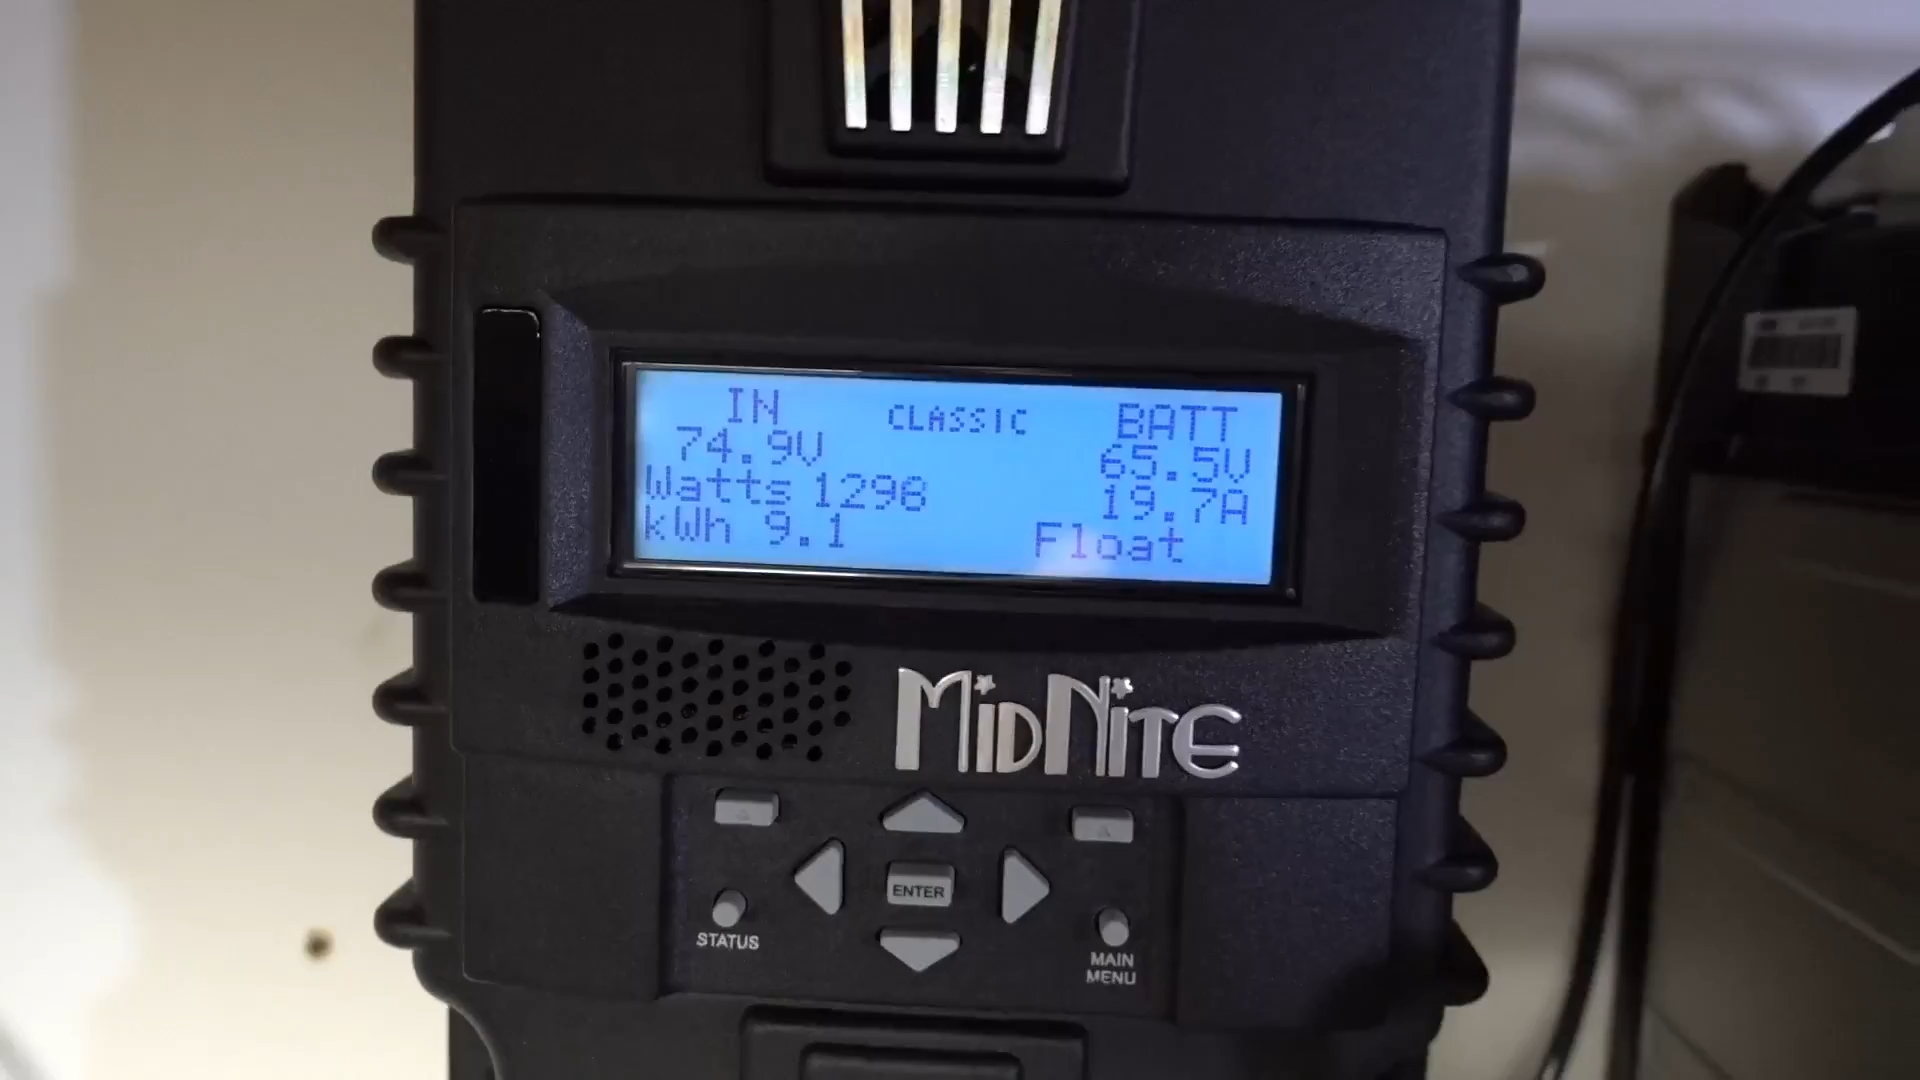 IN CLASSIC BATT
74.9V 65.5V
Watts 1296 19.7A
kWh 9.1 Float
MIDNITE
ENTER
STATUS
MAIN
MENU